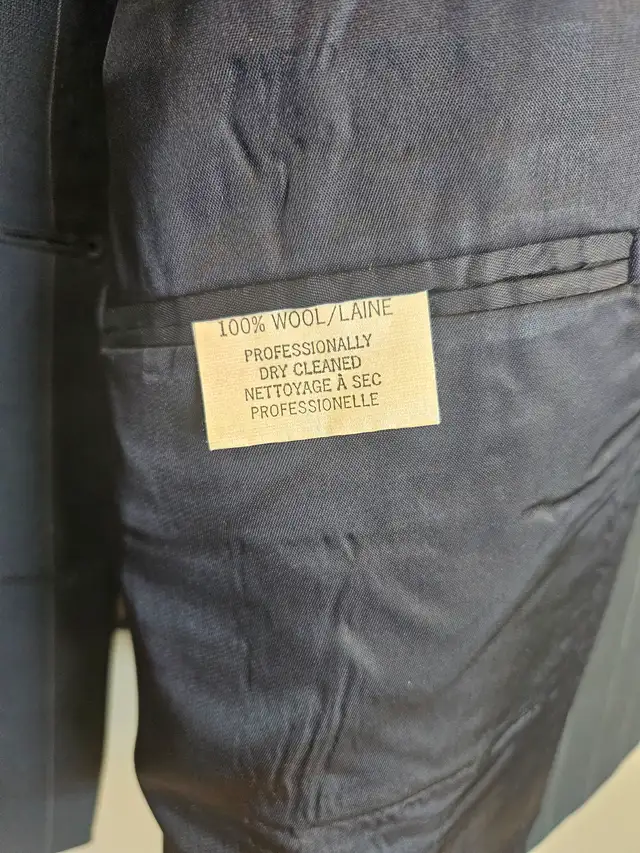 100% WOOL/LAINE
PROFESSIONALLY
DRY CLEANED
NETTOYAGE À SEC
PROFESSIONELLE